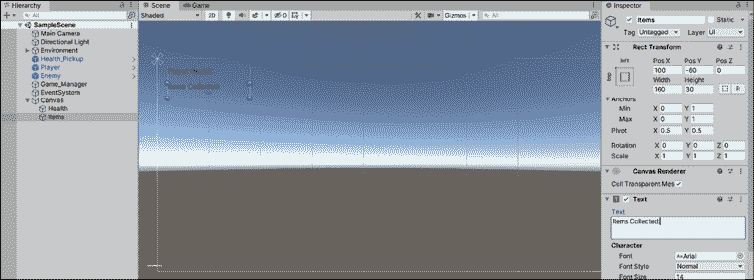 Hierarchy
All
SampleScene
Main Camera
Directional Light
Environment
Health_Pickup
Player
Enemy
Game_Manager
EventSystem
Canvas
Health
Items
Scene
Game
Shaded
2D
0
Gizmos
All
Items Collected:
Inspector
Items
Static
Tag Untagged Layer UI
Rect Transform
left
top
Pos X Pos Y Pos Z
100 -60 0
Width Height
160 30
R
Anchors
Min X 0 Y 1
Max X 0 Y 1
Pivot X 0.5 Y 0.5
Rotation X 0 Y 0 Z 0
Scale X 1 Y 1 Z 1
Canvas Renderer
Cull Transparent Mes
Text
Text
Items Collected:
Character
Font Arial
Font Style Normal
Font Size 14